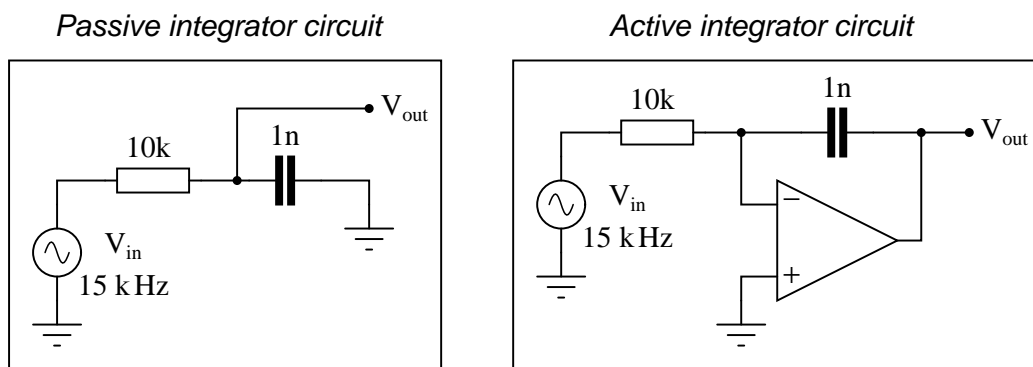 Passive integrator circuit
Vout
1n
10k
Vin
15 kHz
Active integrator circuit
1n
10k
Vout
Vin
15 kHz
−
+